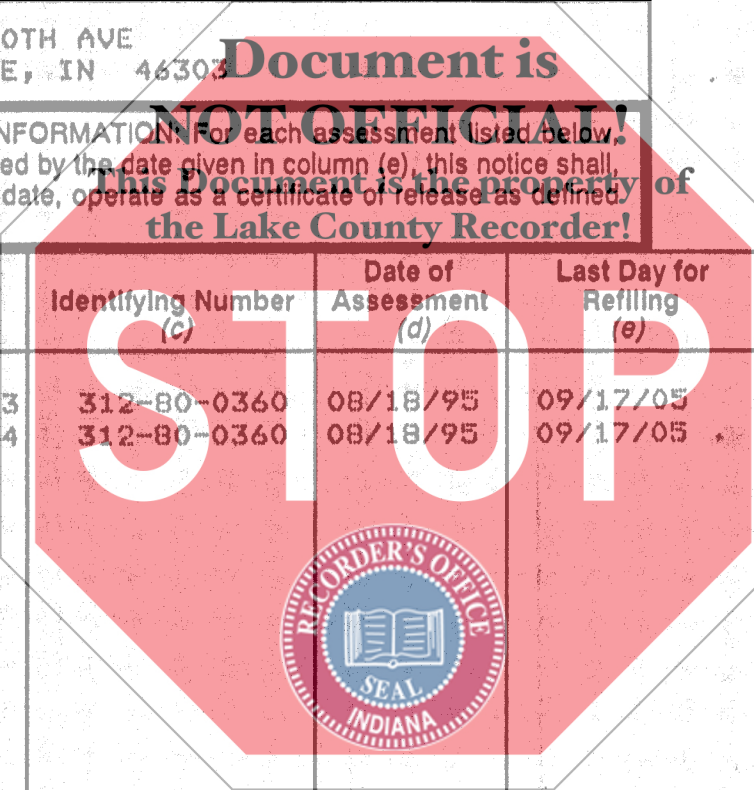 0TH AVE
E, IN 46303
Document is
NOT OFFICIAL!
NFORMATION: For each assessment listed below,
ed by the date given in column (e), this notice shall,
date, operate as a certificate of release as defined
This Document is the property of
the Lake County Recorder!
Identifying Number
(c)
Date of
Assessment
(d)
Last Day for
Refiling
(e)
3 312-80-0360 08/18/95 09/17/05
4 312-80-0360 08/18/95 09/17/05
STOP
RECORDER'S OFFICE
SEAL
INDIANA